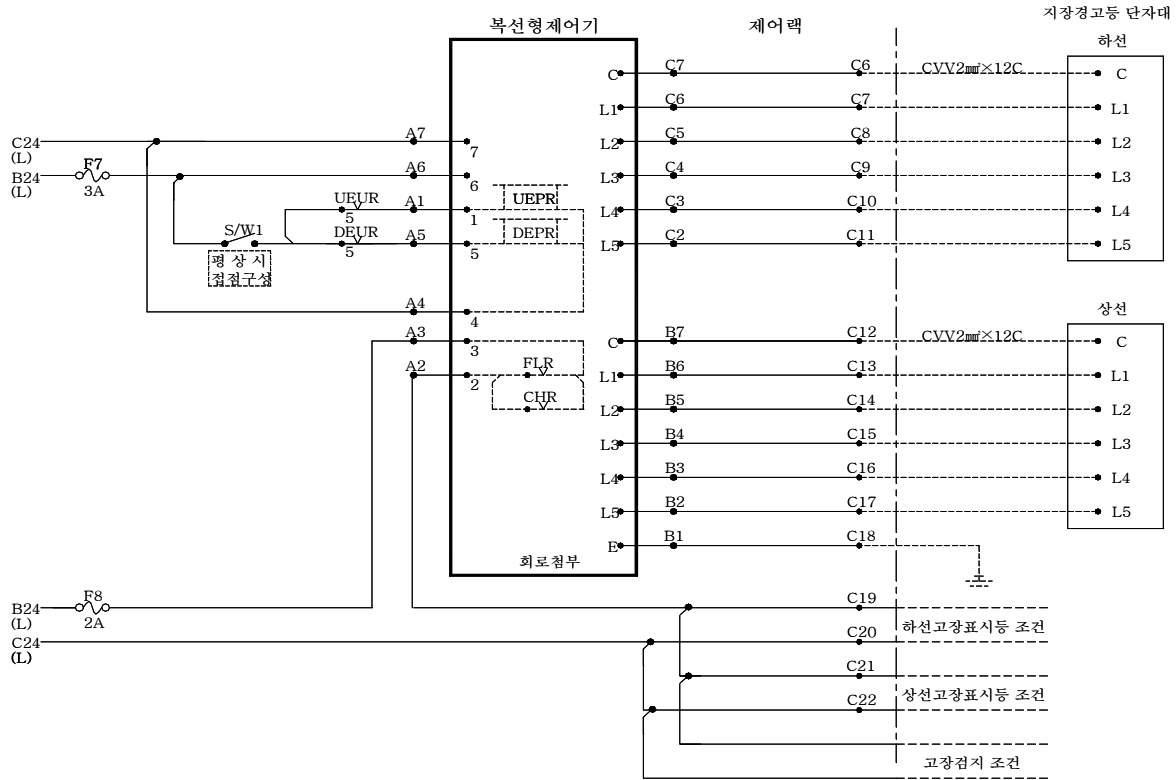 지장경고등 단자대
복선형제어기
제어랙
하선
C C7 C6 CVV2㎟×12C C
L1 C6 C7 L1
C24 (L) A7 7 L2 C5 C8 L2
B24 (L) F7 3A A6 6 L3 C4 C9 L3
UEUR 5 A1 1 UEPR L4 C3 C10 L4
S/W1 DEUR 5 A5 5 DEPR L5 C2 C11 L5
평 상 시
접점구성
A4 4
상선
A3 3 C B7 C12 CVV2㎟×12C C
A2 2 FLR L1 B6 C13 L1
CHR L2 B5 C14 L2
L3 B4 C15 L3
L4 B3 C16 L4
L5 B2 C17 L5
E B1 C18
회로첨부
B24 (L) F8 2A C19
하선고장표시등 조건
C24 (L) C20
C21
상선고장표시등 조건
C22
고장검지 조건